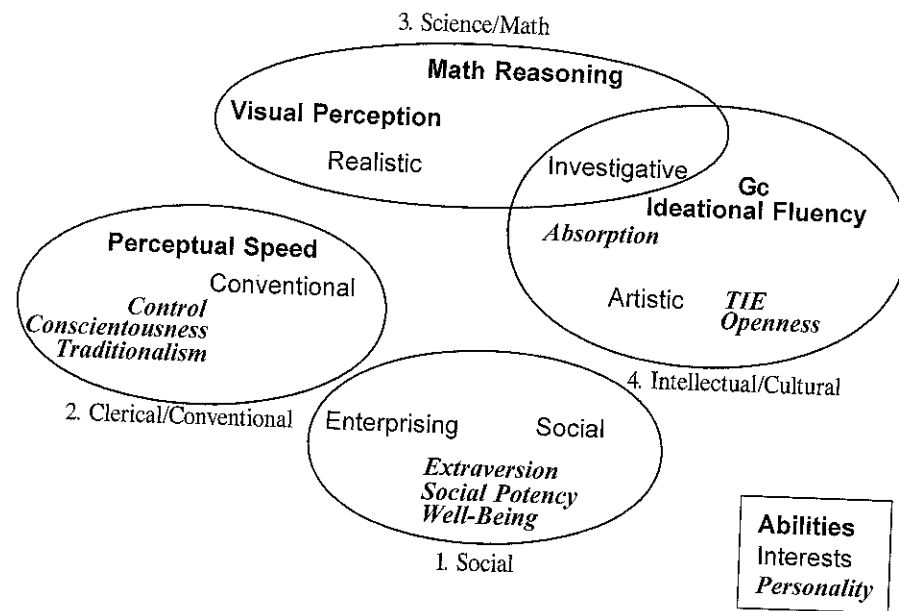 3. Science/Math
Math Reasoning
Visual Perception
Realistic
Investigative
Gc
Ideational Fluency
Absorption
Artistic
TIE
Openness
4. Intellectual/Cultural
Perceptual Speed
Conventional
Control
Conscientousness
Traditionalism
2. Clerical/Conventional
Enterprising
Social
Extraversion
Social Potency
Well-Being
1. Social
Abilities
Interests
Personality